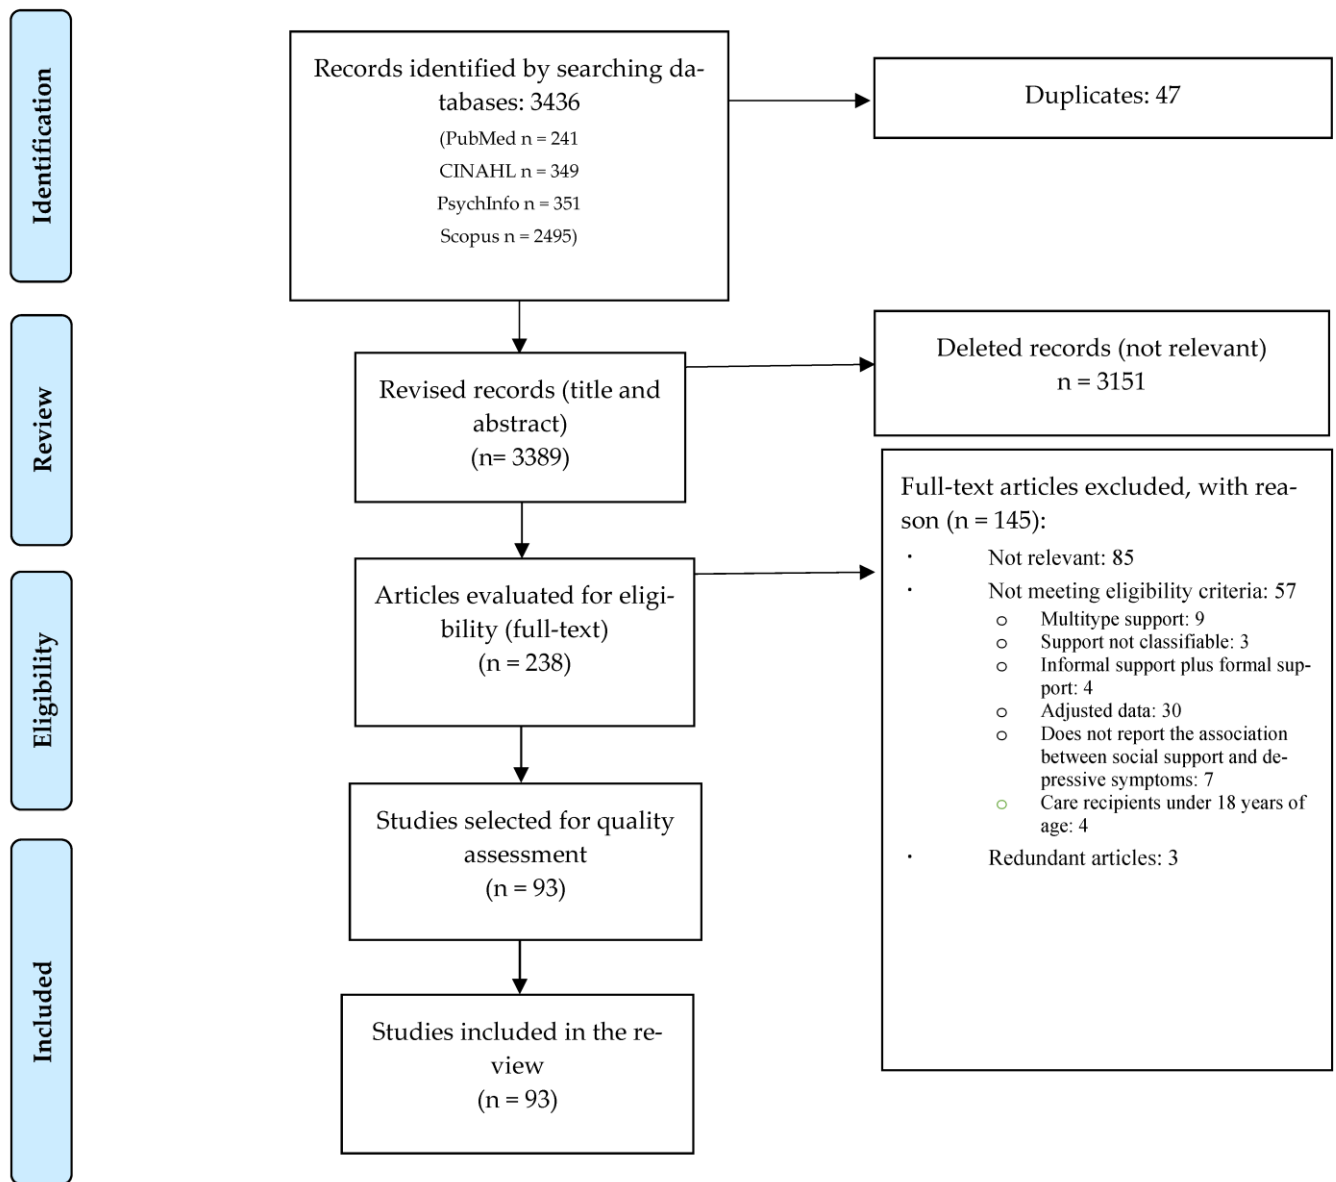 Identification
Records identified by searching da-
tabases: 3436
(PubMed n = 241
CINAHL n = 349
PsychInfo n = 351
Scopus n = 2495)
Duplicates: 47
Review
Revised records (title and
abstract)
(n= 3389)
Deleted records (not relevant)
n = 3151
Eligibility
Articles evaluated for eligi-
bility (full-text)
(n = 238)
Full-text articles excluded, with rea-
son (n = 145):
· Not relevant: 85
· Not meeting eligibility criteria: 57
o Multitype support: 9
o Support not classifiable: 3
o Informal support plus formal sup-
port: 4
o Adjusted data: 30
o Does not report the association
between social support and de-
pressive symptoms: 7
o Care recipients under 18 years of
age: 4
· Redundant articles: 3
Studies selected for quality
assessment
(n = 93)
Included
Studies included in the re-
view
(n = 93)